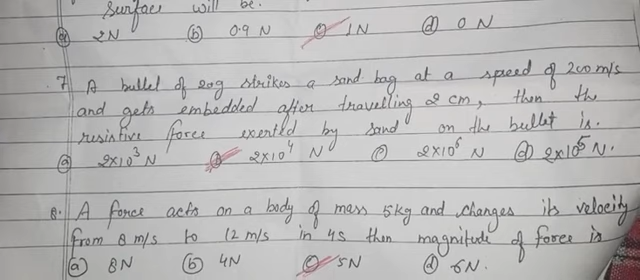 Surface will be.
(a) 2N (b) 0.9 N (c) 1N (d) 0 N
7 A bullet of 20g strikes a sand bag at a speed of 200 m/s
and gets embedded after travelling 2 cm, then the
resistive force exerted by sand on the bullet is.
(a) 2×10³ N (b) 2×10⁴ N (c) 2×10⁶ N (d) 2×10⁵ N.
8. A force acts on a body of mass 5kg and changes its velocity
from 8 m/s to 12 m/s in 4s then magnitude of force is
(a) 8N (b) 4N (c) 5N (d) 6N.